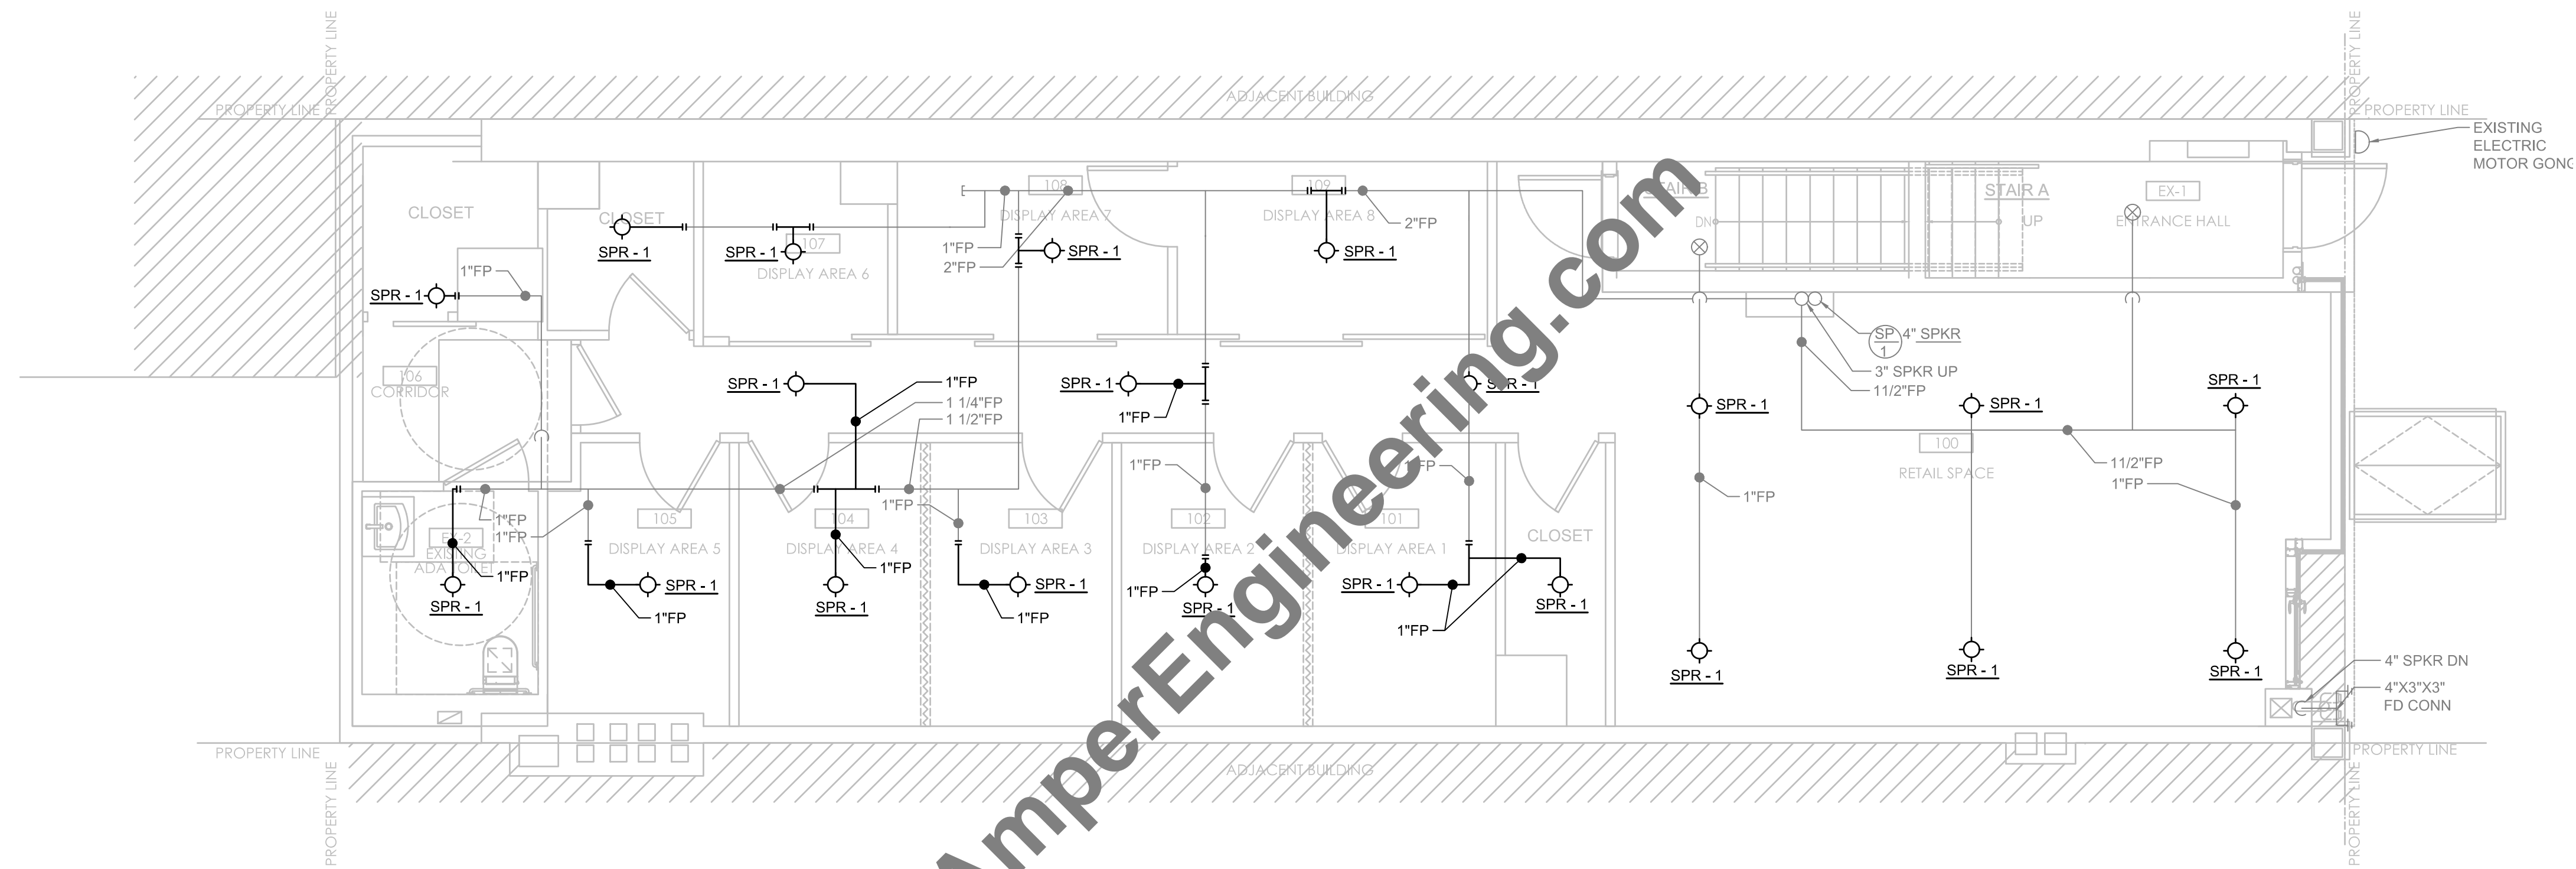 PROPERTY LINE
PROPERTY LINE
PROPERTY LINE
PROPERTY LINE
ADJACENT BUILDING
EXISTING
ELECTRIC
MOTOR GONG
CLOSET
CLOSET
SPR - 1
SPR - 1
107
DISPLAY AREA 6
108
DISPLAY AREA 7
1"FP
2"FP
SPR - 1
109
DISPLAY AREA 8
SPR - 1
2"FP
STAIR B
DN
STAIR A
UP
EX-1
ENTRANCE HALL
1"FP
SPR - 1
106
CORRIDOR
SP
1
4" SPKR
3" SPKR UP
11/2"FP
SPR - 1
1"FP
1 1/4"FP
1 1/2"FP
SPR - 1
1"FP
SPR - 1
SPR - 1
SPR - 1
SPR - 1
100
RETAIL SPACE
11/2"FP
1"FP
1"FP
1"FP
1"FP
1"FP
1"FP
1"FP
EX-2
EXISTING
ADA TOILET
1"FP
SPR - 1
105
DISPLAY AREA 5
SPR - 1
1"FP
104
DISPLAY AREA 4
1"FP
SPR - 1
103
DISPLAY AREA 3
SPR - 1
1"FP
102
DISPLAY AREA 2
1"FP
SPR - 1
101
DISPLAY AREA 1
SPR - 1
1"FP
CLOSET
SPR - 1
SPR - 1
SPR - 1
SPR - 1
4" SPKR DN
4"X3"X3"
FD CONN
PROPERTY LINE
PROPERTY LINE
PROPERTY LINE
PROPERTY LINE
ADJACENT BUILDING
AmperEngineering.com